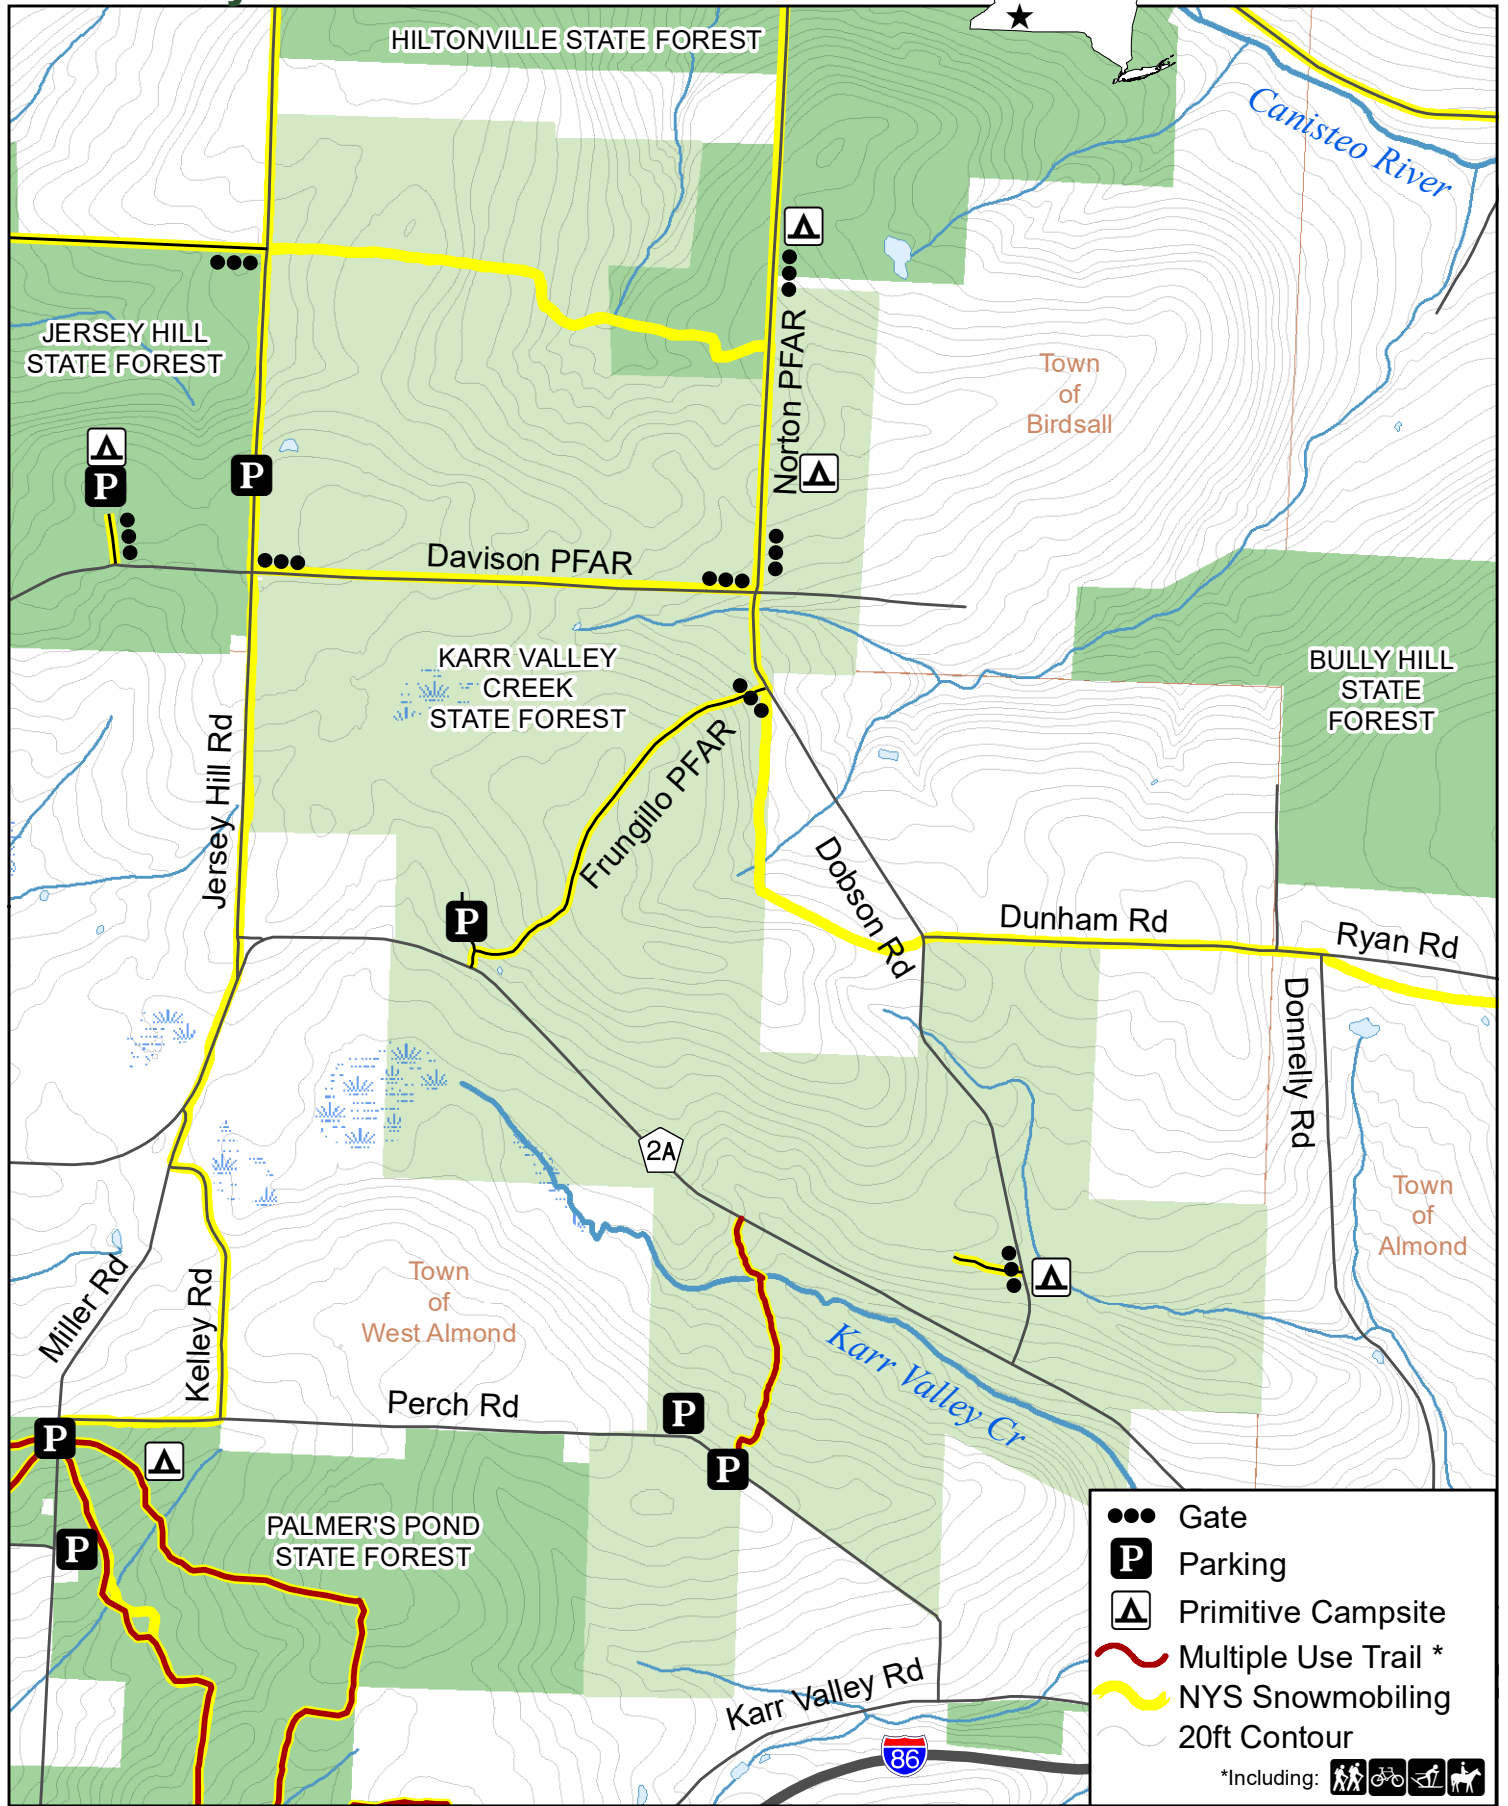 HILTONVILLE STATE FOREST
Canisteo River
JERSEY HILL
STATE FOREST
Norton PFAR
Town
of
Birdsall
P
P
Davison PFAR
KARR VALLEY
CREEK
STATE FOREST
BULLY HILL
STATE
FOREST
Jersey Hill Rd
Frungillo PFAR
Dobson Rd
P
Dunham Rd
Ryan Rd
Donnelly Rd
2A
Town
of
Almond
Miller Rd
Kelley Rd
Town
of
West Almond
Karr Valley Cr
Perch Rd
P
P
P
P
PALMER'S POND
STATE FOREST
Karr Valley Rd
86
Gate
P Parking
Primitive Campsite
Multiple Use Trail *
NYS Snowmobiling
20ft Contour
*Including: